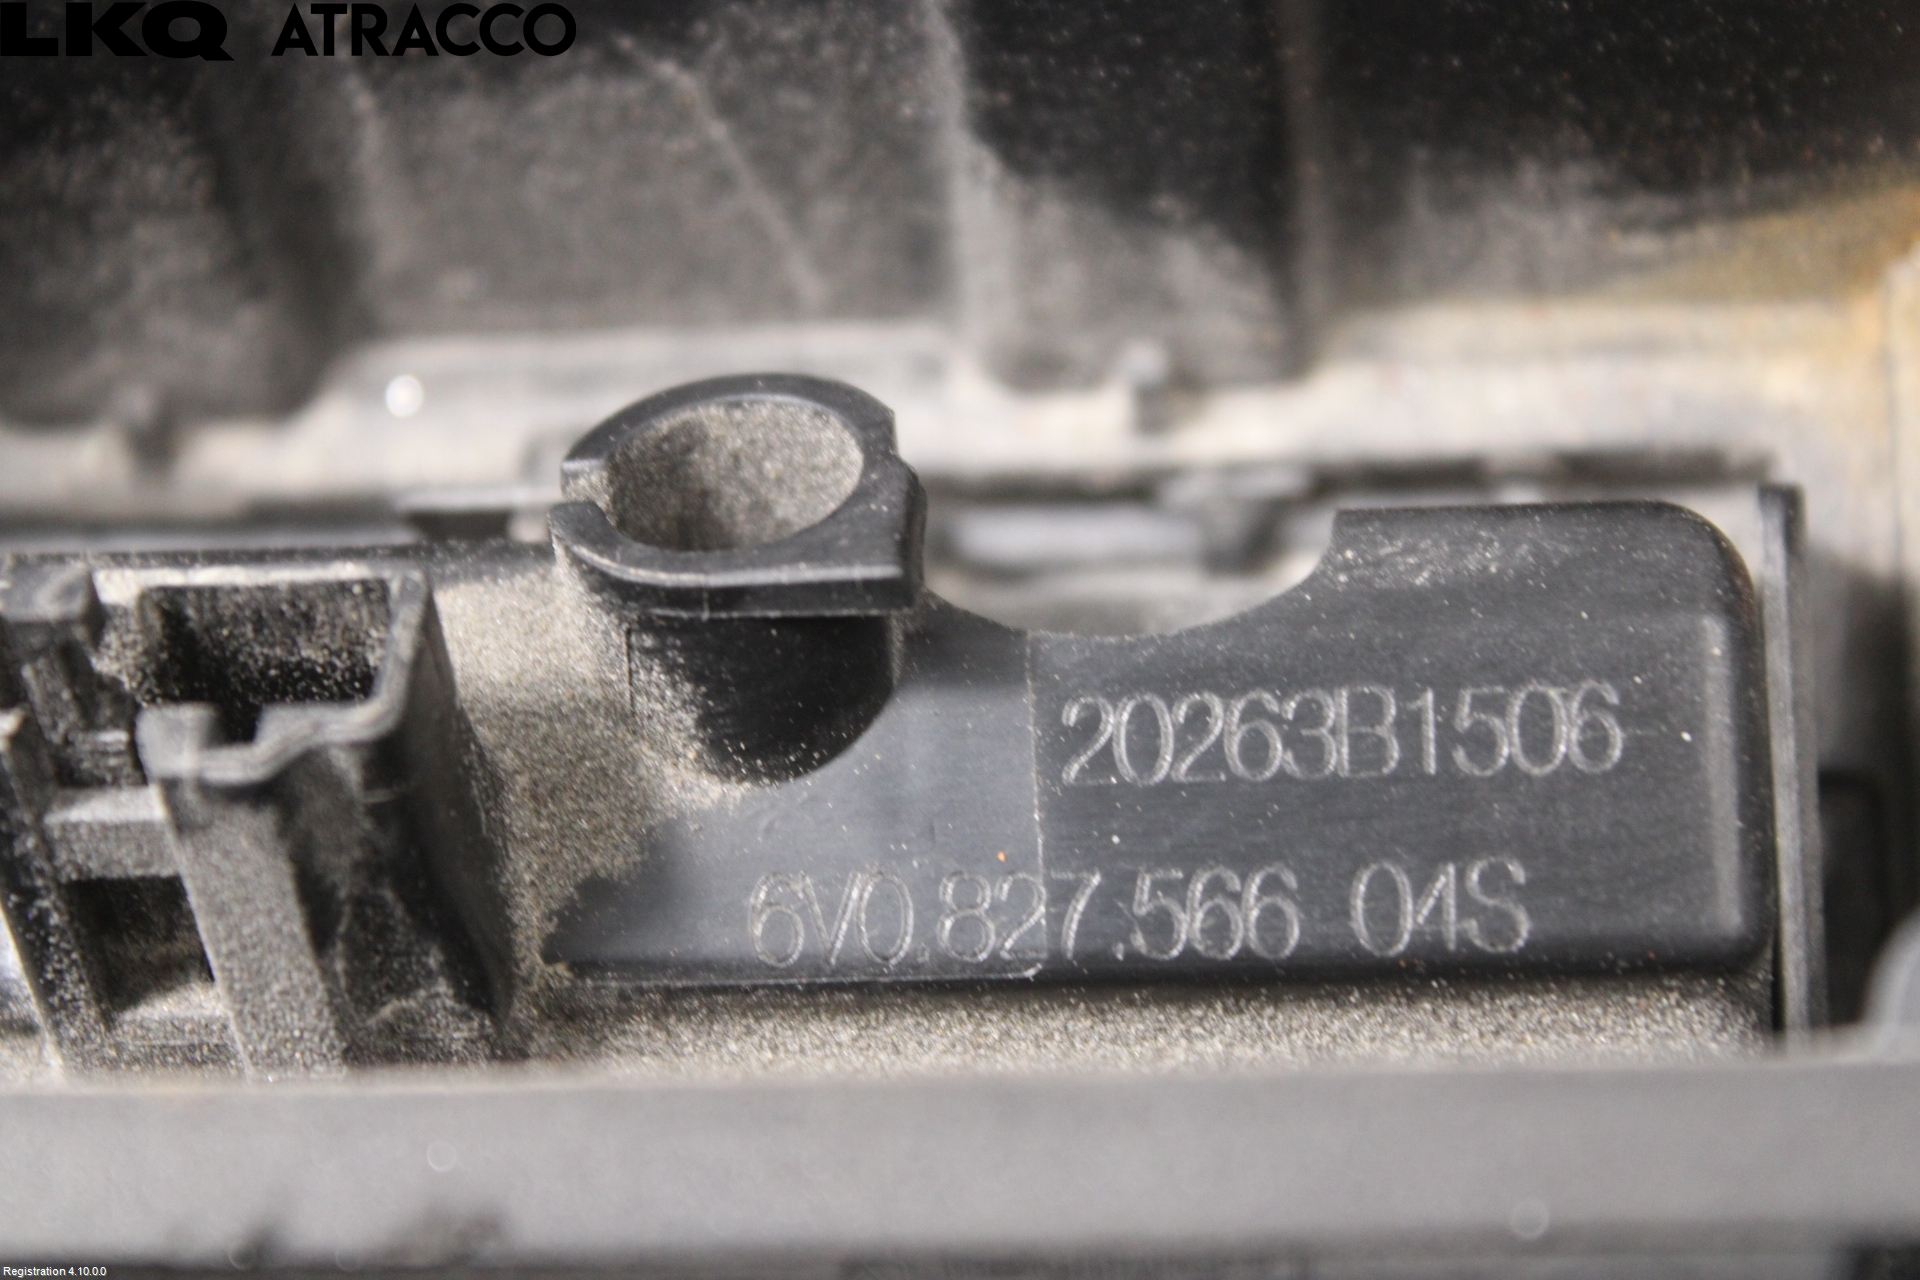 LKQ ATRACCO
20263B1506
6V0.827.566 04S
Registration 4.10.0.0